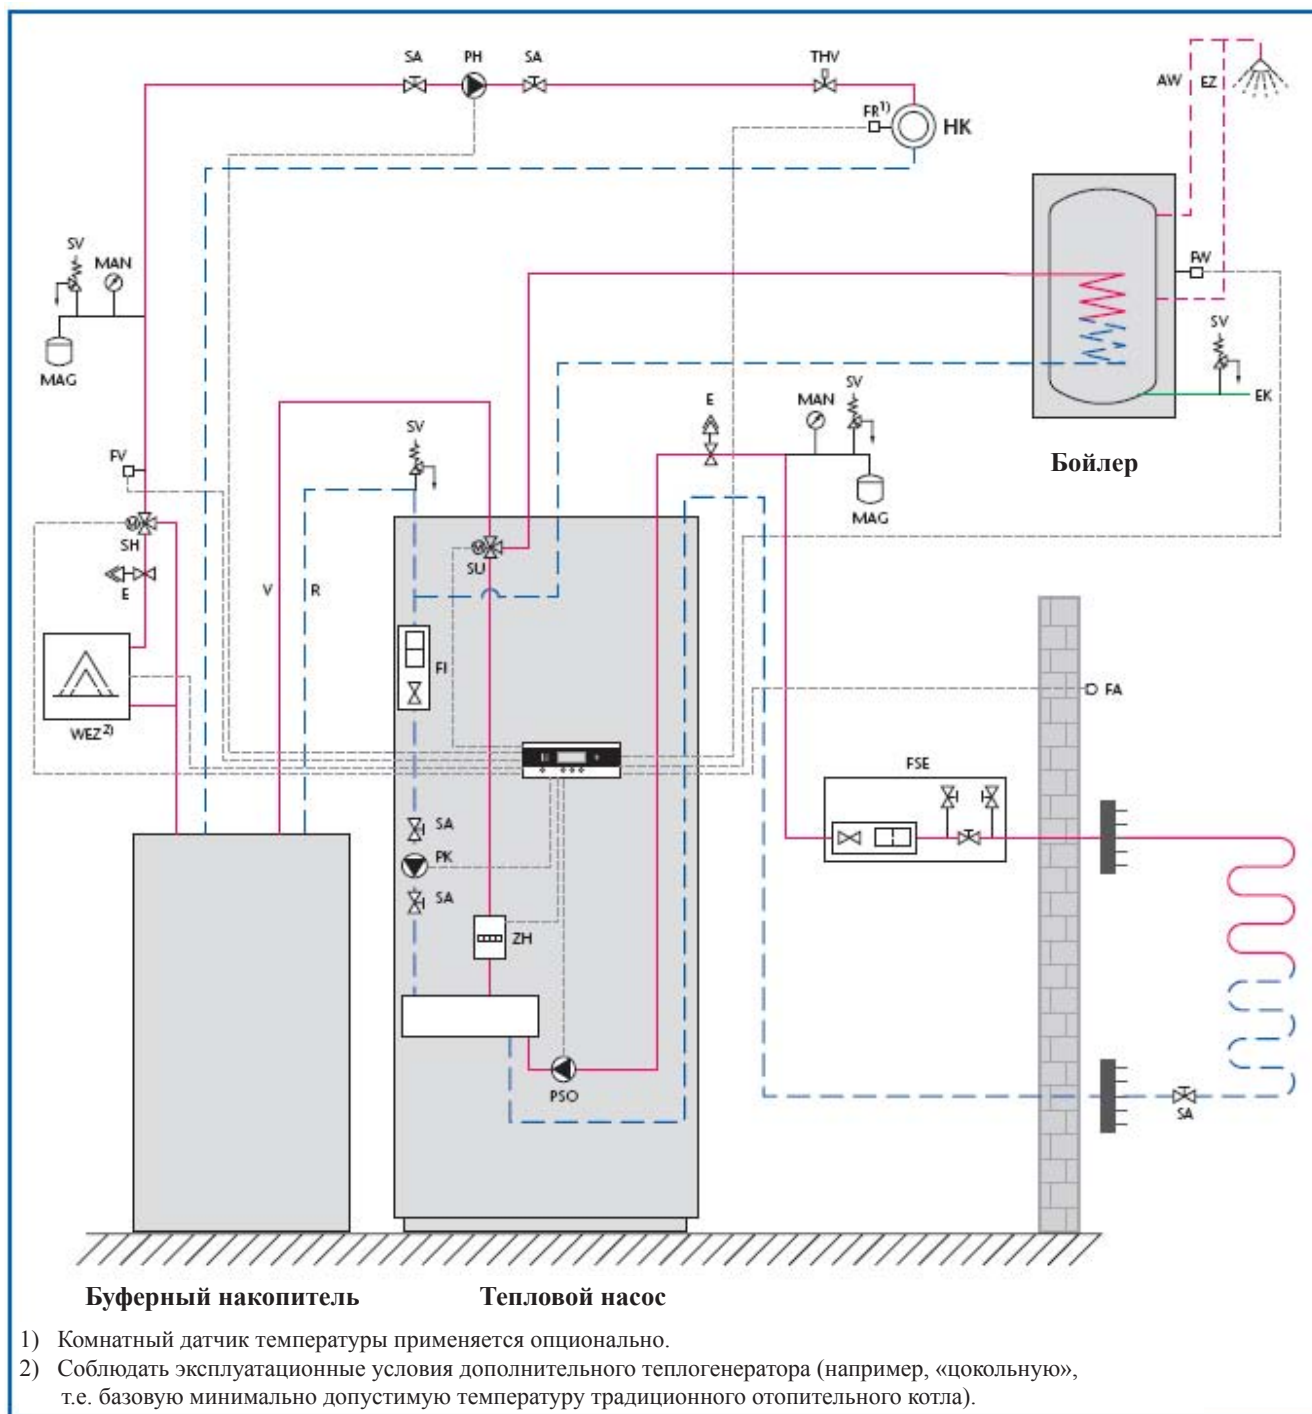 SA PH SA THV
AW EZ
FR1) HK
SV
MAN
FW
MAG
SV
SV
E MAN
EK
SV
FV
Бойлер
MAG
SH
SU
E
V R
FI
FA
WEZ2)
FSE
SA
PK
SA
ZH
PSO
SA
Буферный накопитель Тепловой насос
1) Комнатный датчик температуры применяется опционально.
2) Соблюдать эксплуатационные условия дополнительного теплогенератора (например, «цокольную»,
т.е. базовую минимально допустимую температуру традиционного отопительного котла).